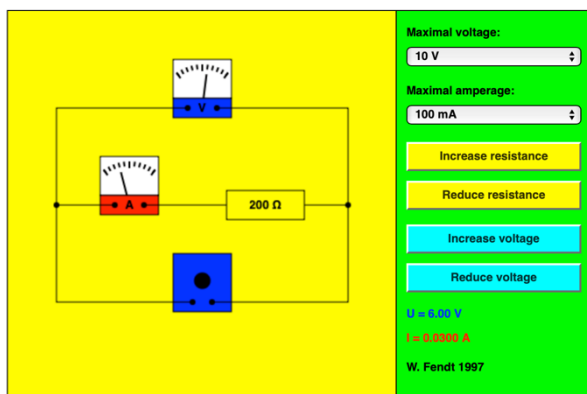 Maximal voltage:
10 V
Maximal amperage:
100 mA
Increase resistance
Reduce resistance
Increase voltage
Reduce voltage
U = 6.00 V
I = 0.0300 A
W. Fendt 1997
V
A
200 Ω